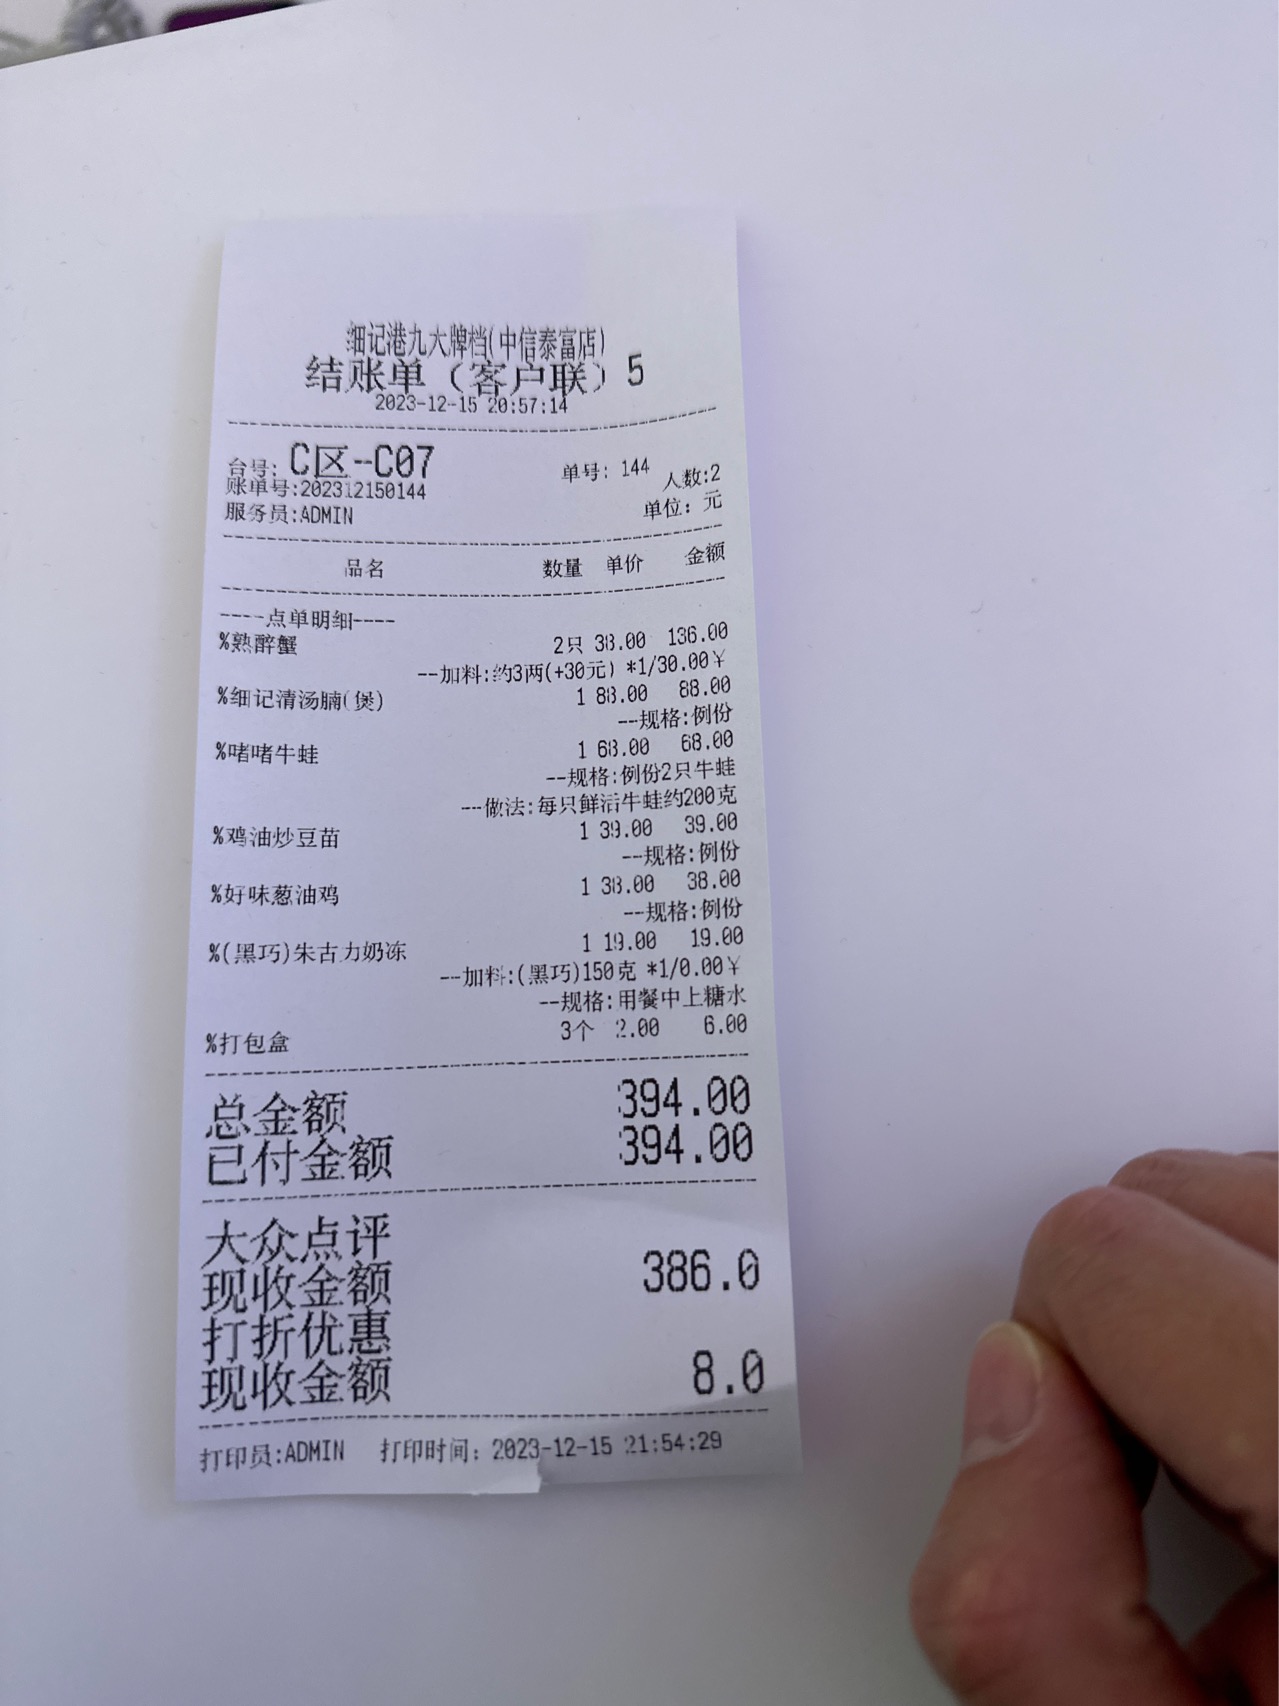 细记港九大牌档(中信泰富店)
结账单（客户联）5
2023-12-15 20:57:14
台号: C区-C07 单号: 144 人数:2
账单号:202312150144
服务员:ADMIN 单位: 元
品名 数量 单价 金额
----点单明细----
%熟醉蟹 2只 38.00 136.00
--加料:约3两(+30元) *1/30.00¥
%细记清汤腩(煲) 1 88.00 88.00
--规格:例份
%啫啫牛蛙 1 68.00 68.00
--规格:例份2只牛蛙
--做法:每只鲜活牛蛙约200克
%鸡油炒豆苗 1 39.00 39.00
--规格:例份
%好味葱油鸡 1 38.00 38.00
--规格:例份
%(黑巧)朱古力奶冻 1 19.00 19.00
--加料:(黑巧)150克 *1/0.00¥
--规格:用餐中上糖水
%打包盒 3个 2.00 6.00
总金额 394.00
已付金额 394.00
大众点评
现收金额 386.0
打折优惠
现收金额 8.0
打印员:ADMIN 打印时间: 2023-12-15 21:54:29